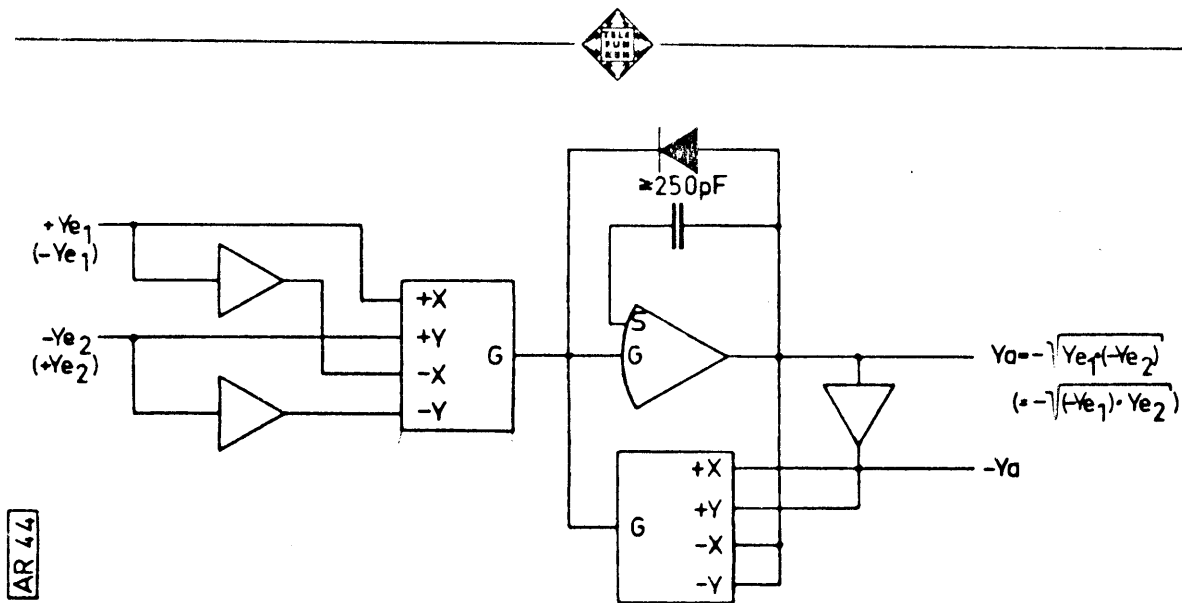 TELE
FUN
KEN
≥250pF
+Ye₁
(-Ye₁)
-Ye₂
(+Ye₂)
+X
+Y
-X
-Y
G
S
G
Ya=-√Ye₁·(-Ye₂)
(=-√(-Ye₁)·Ye₂)
-Ya
G
+X
+Y
-X
-Y
AR 44